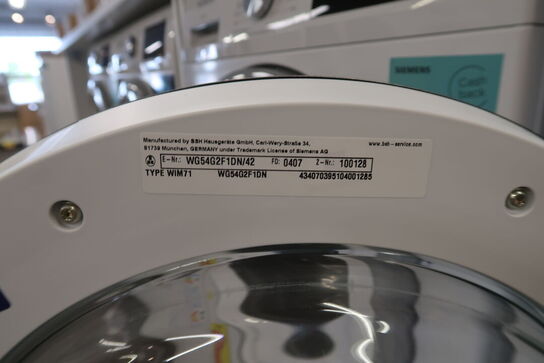 SIEMENS
Cash
back
Manufactured by BSH Hausgeräte GmbH, Carl-Wery-Straße 34,
81739 München, GERMANY under Trademark License of Siemens AG
www.bsh-service.com
E-Nr.: WG54G2F1DN/42 FD: 0407 Z-Nr.: 100128
TYPE WIM71 WG54G2F1DN 434070395104001285